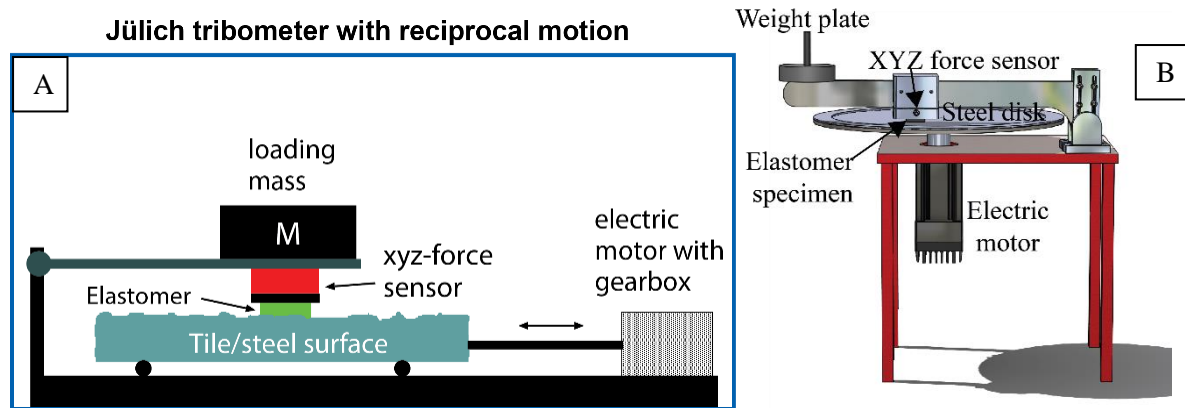 Jülich tribometer with reciprocal motion
A
loading
mass
M
xyz-force
sensor
electric
motor with
gearbox
Elastomer
Tile/steel surface
Weight plate
XYZ force sensor
B
Steel disk
Elastomer
specimen
Electric
motor